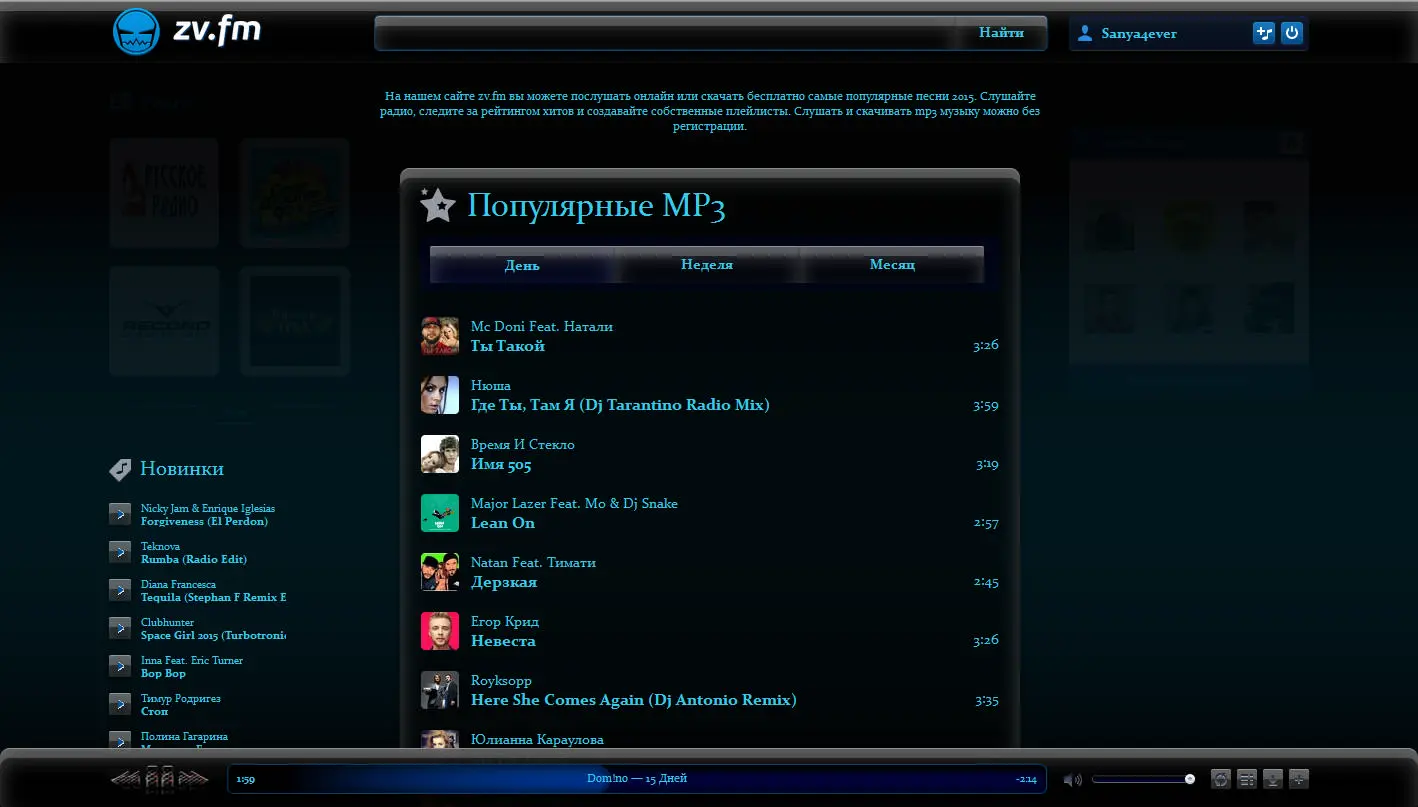 zv.fm
Найти
Sanya4ever
На нашем сайте zv.fm вы можете послушать онлайн или скачать бесплатно самые популярные песни 2015. Слушайте
радио, следите за рейтингом хитов и создавайте собственные плейлисты. Слушать и скачивать mp3 музыку можно без
регистрации.
РУССКОЕ
РАДИО
RECORD
Новинки
Nicky Jam & Enrique Iglesias
Forgiveness (El Perdon)
Teknova
Rumba (Radio Edit)
Diana Francesca
Tequila (Stephan F Remix E
Clubhunter
Space Girl 2015 (Turbotronic
Inna Feat. Eric Turner
Bop Bop
Тимур Родригез
Стоп
Полина Гагарина
Популярные MP3
День
Неделя
Месяц
Mc Doni Feat. Натали
Ты Такой
3:26
Нюша
Где Ты, Там Я (Dj Tarantino Radio Mix)
3:59
Время И Стекло
Имя 505
3:19
Major Lazer Feat. Mo & Dj Snake
Lean On
2:57
Natan Feat. Тимати
Дерзкая
2:45
Егор Крид
Невеста
3:26
Royksopp
Here She Comes Again (Dj Antonio Remix)
3:35
Юлианна Караулова
1:59
Dom!no — 15 Дней
-2:14